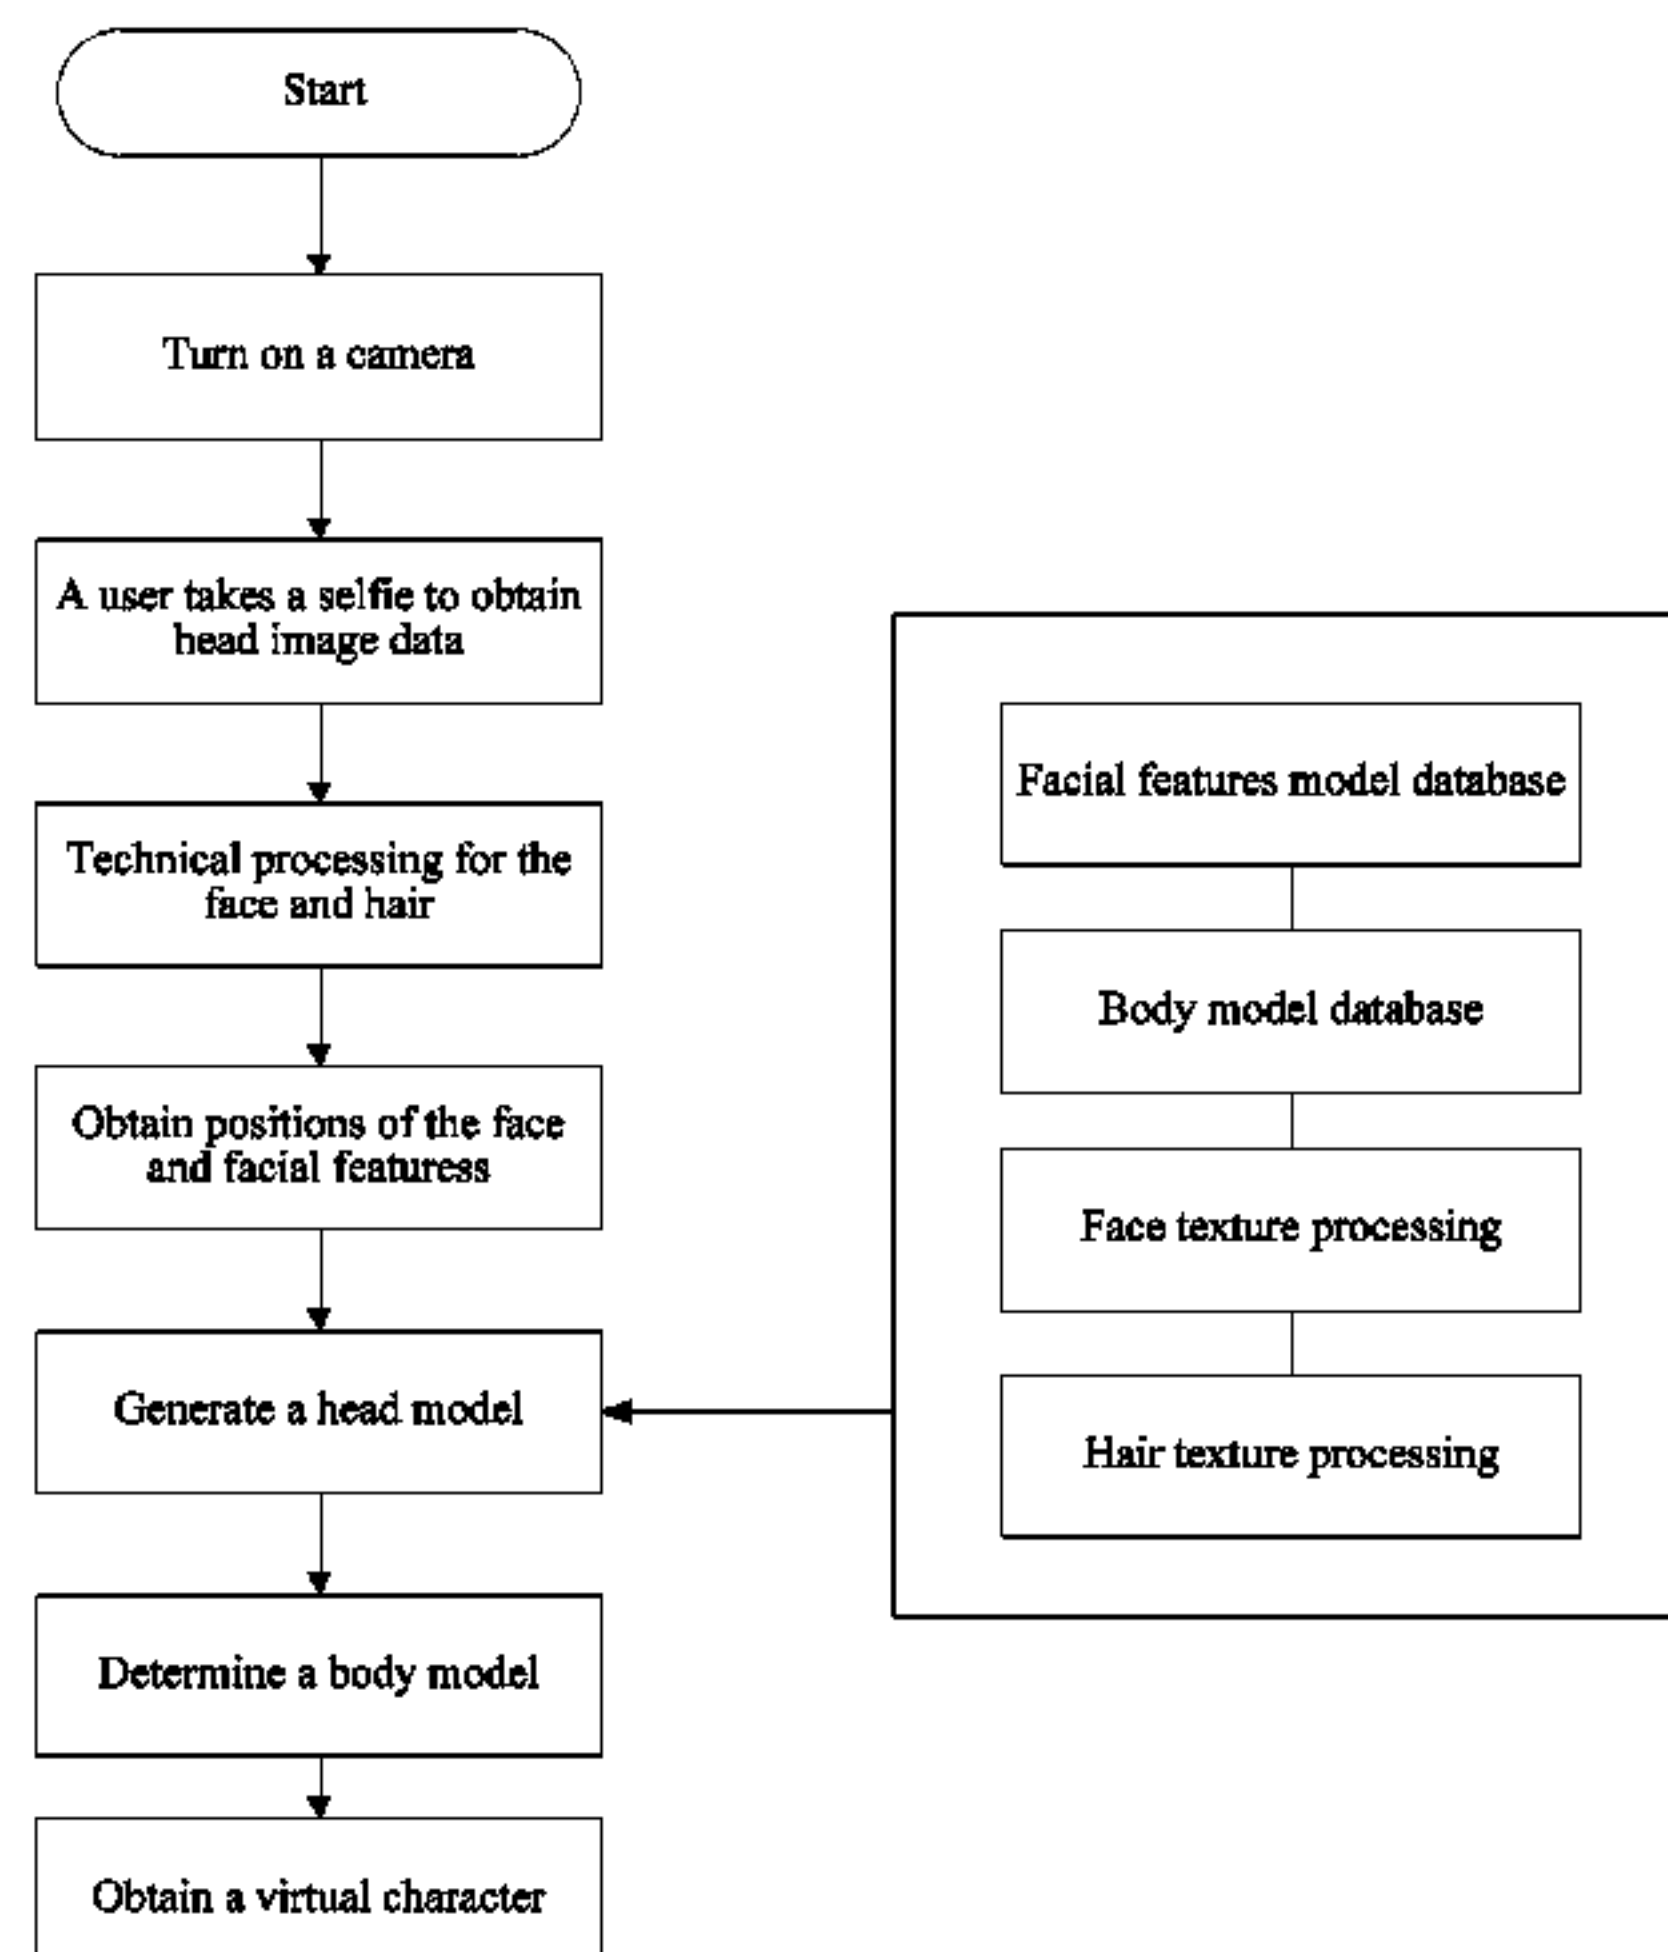 Start
Turn on a camera
A user takes a selfie to obtain
head image data
Technical processing for the
face and hair
Obtain positions of the face
and facial featuress
Generate a head model
Determine a body model
Obtain a virtual character
Facial features model database
Body model database
Face texture processing
Hair texture processing